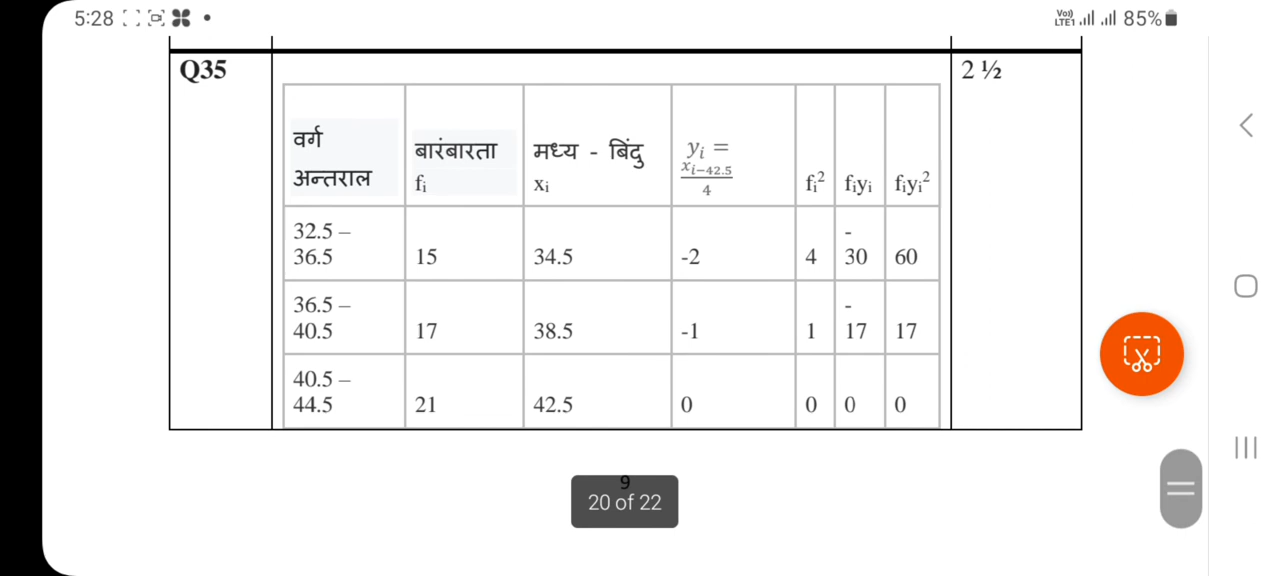 5:28
Vo)) LTE1 85%
Q35
2 ½
वर्ग अन्तराल
बारंबारता fᵢ
मध्य - बिंदु xᵢ
yᵢ = xᵢ₋₄₂.₅ / 4
fᵢ²
fᵢyᵢ
fᵢyᵢ²
32.5 – 36.5 15 34.5 -2 4 -30 60
36.5 – 40.5 17 38.5 -1 1 -17 17
40.5 – 44.5 21 42.5 0 0 0 0
9
20 of 22